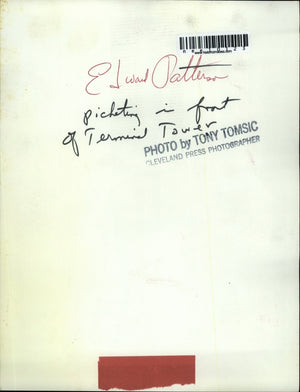 Edward Patterson
picketing in front
of Terminal Tower
PHOTO by TONY TOMSIC
CLEVELAND PRESS PHOTOGRAPHER